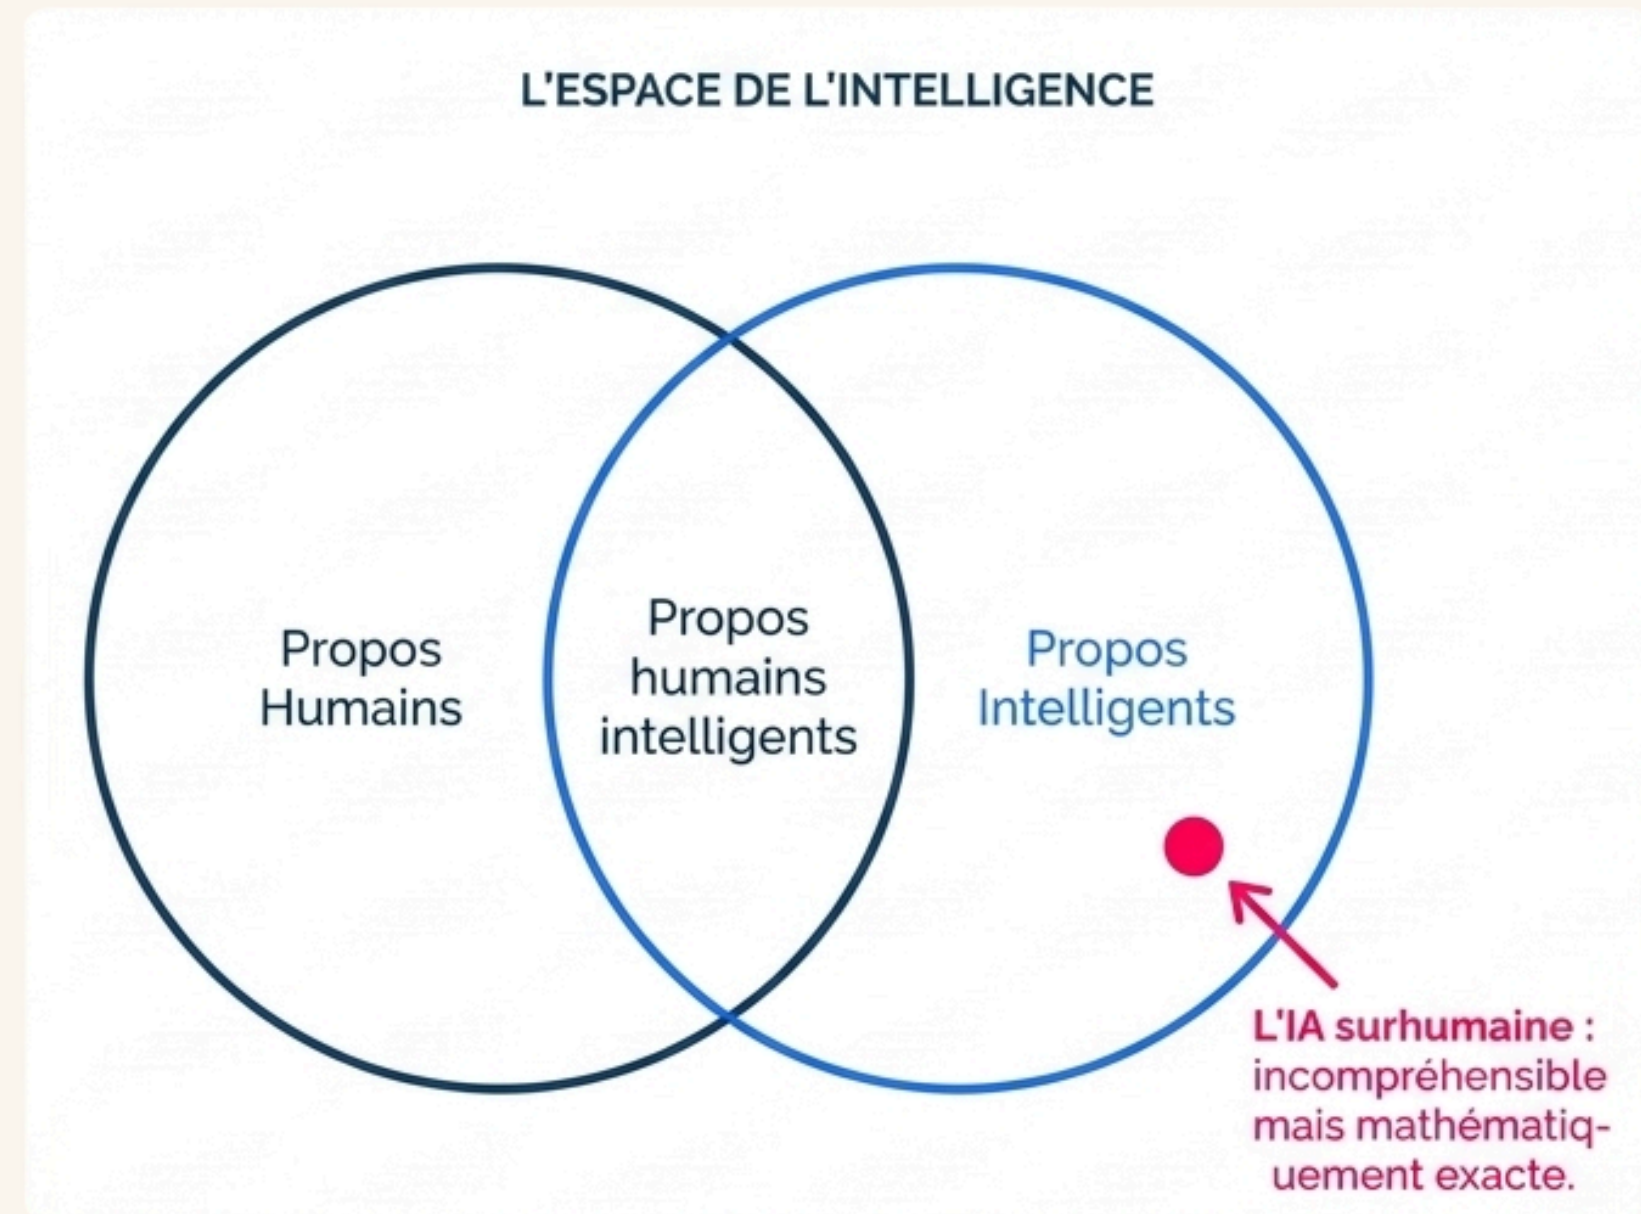 L'ESPACE DE L'INTELLIGENCE
Propos
Humains
Propos
humains
intelligents
Propos
Intelligents
L'IA surhumaine :
incompréhensible
mais mathématiq-
uement exacte.